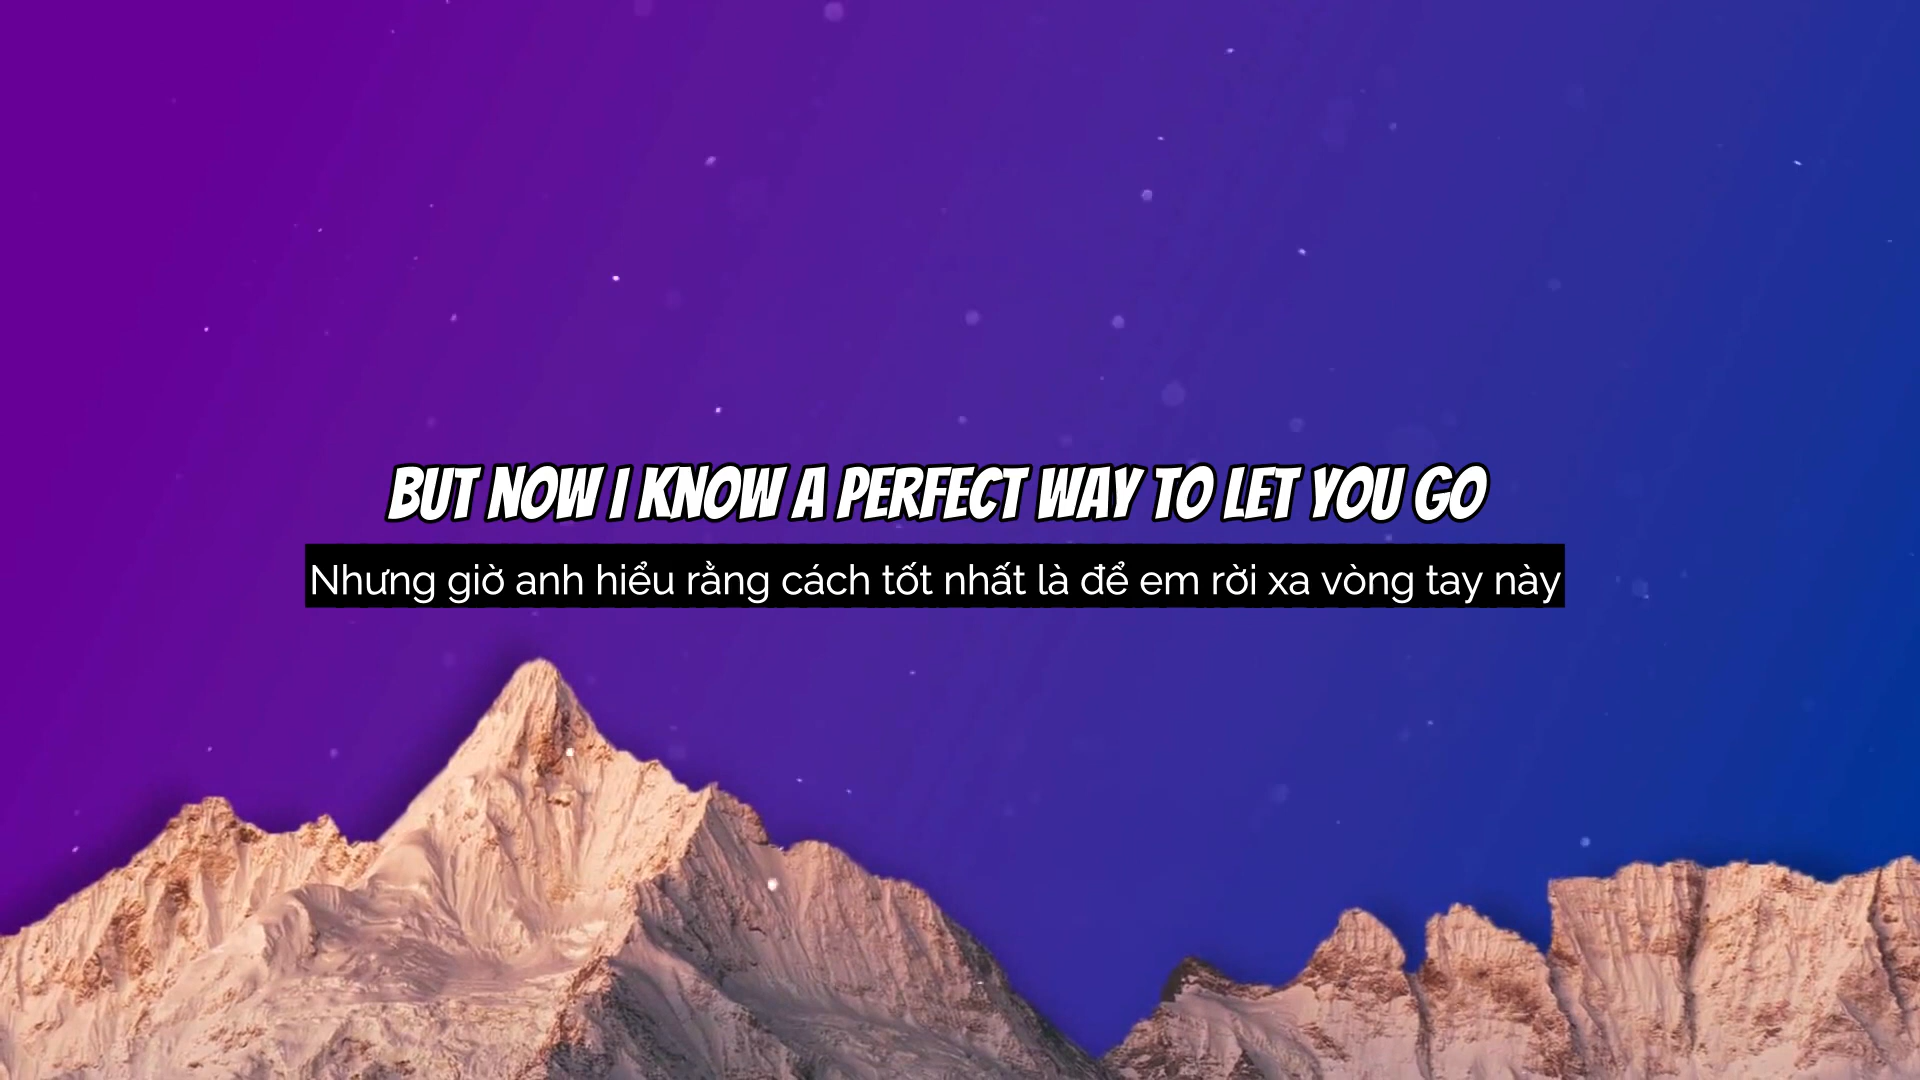 BUT NOW I KNOW A PERFECT WAY TO LET YOU GO
Nhưng giờ anh hiểu rằng cách tốt nhất là để em rời xa vòng tay này